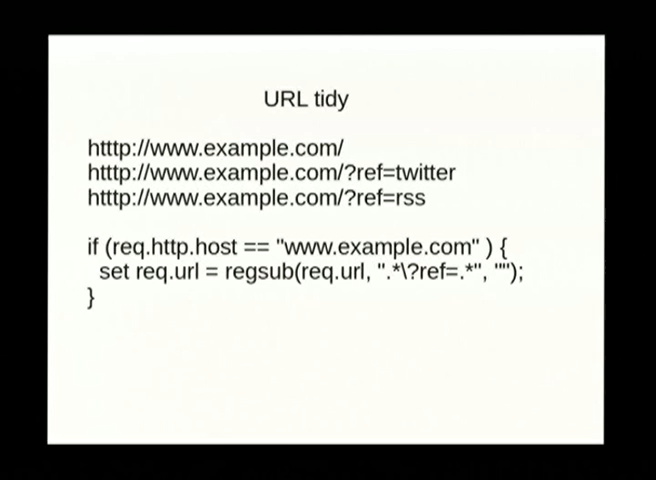 URL tidy
htttp://www.example.com/
htttp://www.example.com/?ref=twitter
htttp://www.example.com/?ref=rss
if (req.http.host == "www.example.com" ) {
set req.url = regsub(req.url, ".*\?ref=.*", "");
}